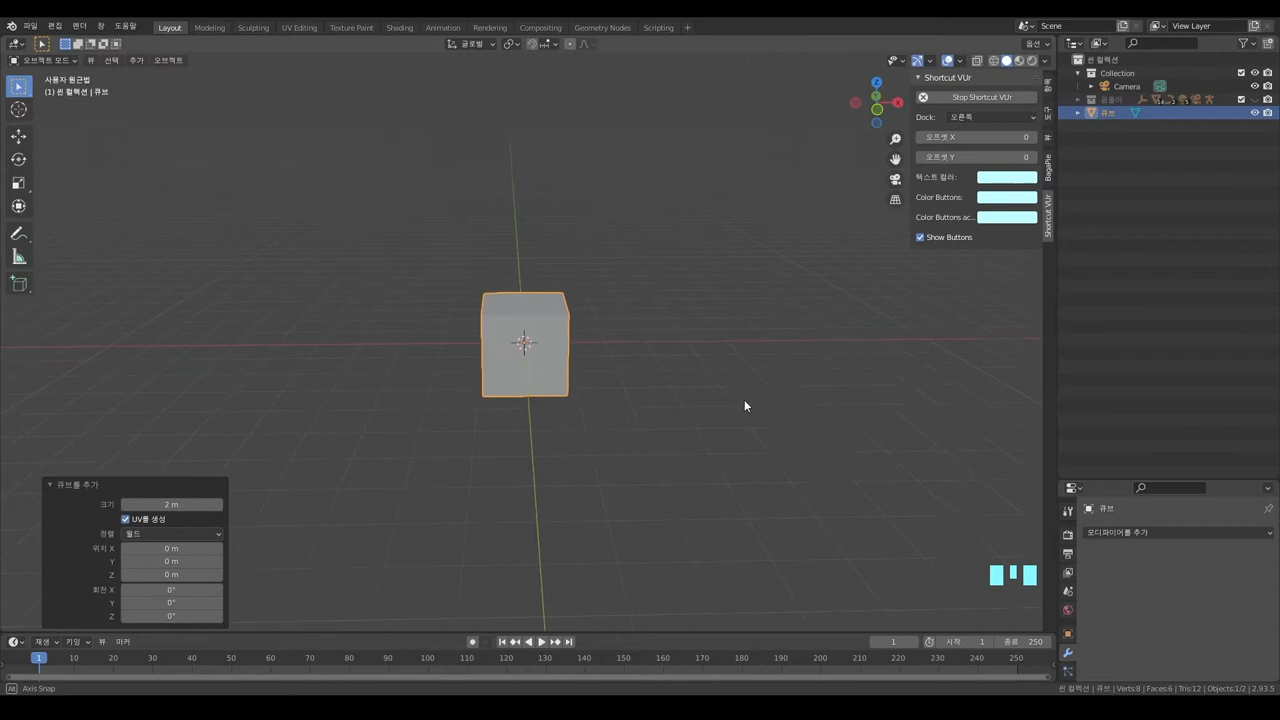 파일 편집 렌더 창 도움말 Layout Modeling Sculpting UV Editing Texture Paint Shading Animation Rendering Compositing Geometry Nodes Scripting + Scene View Layer
글로벌 옵션
오브젝트 모드 뷰 선택 추가 오브젝트
사용자 원근법
(1) 씬 컬렉션 | 큐브
Shortcut VUr
Stop Shortcut VUr
Dock: 오른쪽
오프셋 X 0
오프셋 Y 0
텍스트 컬러:
Color Buttons:
Color Buttons ac...
Show Buttons
항목
도구
뷰
BagaPie
Shortcut VUr
Z
X
씬 컬렉션
Collection
Camera
큐브
큐브를 추가
크기 2 m
UV를 생성
정렬 월드
위치 X 0 m
Y 0 m
Z 0 m
회전 X 0°
Y 0°
Z 0°
큐브
모디파이어를 추가
재생 키잉 뷰 마커 1 시작 1 종료 250
1 10 20 30 40 50 60 70 80 90 100 110 120 130 140 150 160 170 180 190 200 210 220 230 240 250
Alt Axis Snap
씬 컬렉션 | 큐브 | Verts:8 | Faces:6 | Tris:12 | Objects:1/2 | 2.93.5